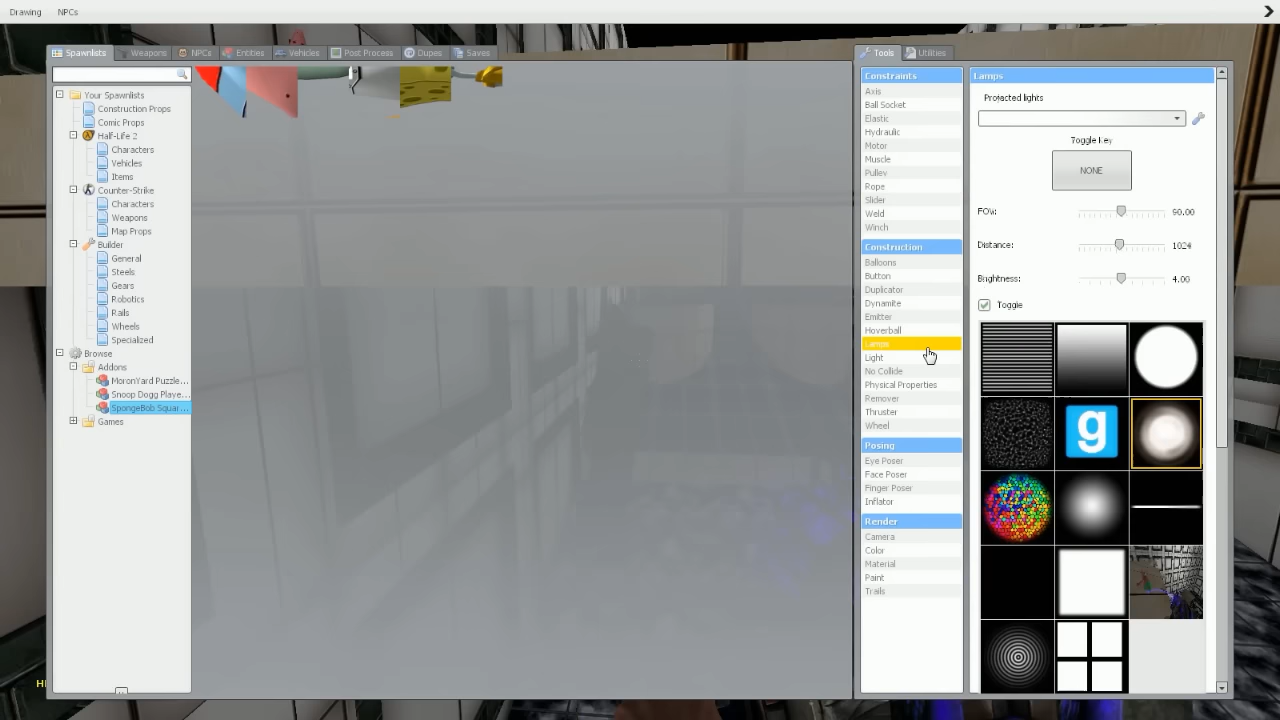 Drawing NPCs
Spawnlists Weapons NPCs Entities Vehicles Post Process Dupes Saves
Your Spawnlists
Construction Props
Comic Props
Half-Life 2
Characters
Vehicles
Items
Counter-Strike
Characters
Weapons
Map Props
Builder
General
Steels
Gears
Robotics
Rails
Wheels
Specialized
Browse
Addons
MoronYard Puzzle...
Snoop Dogg Playe...
SpongeBob Squar...
Games
Tools Utilities
Constraints
Axis
Ball Socket
Elastic
Hydraulic
Motor
Muscle
Pulley
Rope
Slider
Weld
Winch
Construction
Balloons
Button
Duplicator
Dynamite
Emitter
Hoverball
Lamps
Light
No Collide
Physical Properties
Remover
Thruster
Wheel
Posing
Eye Poser
Face Poser
Finger Poser
Inflator
Render
Camera
Color
Material
Paint
Trails
Lamps
Projected lights
Toggle Key
NONE
FOV: 90.00
Distance: 1024
Brightness: 4.00
Toggle
g